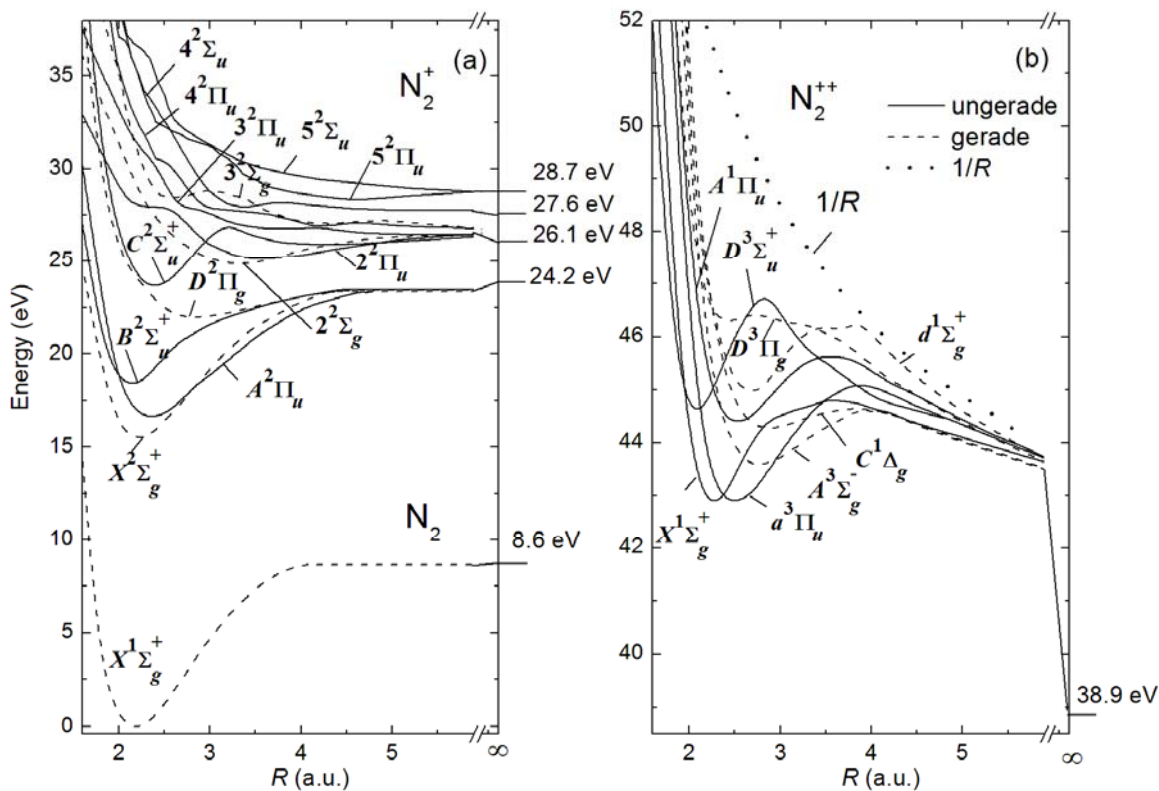 (a)
N₂⁺
4²Σᵤ
4²Πᵤ
3²Πᵤ
5²Σᵤ
5²Πᵤ
3²Σg
28.7 eV
27.6 eV
26.1 eV
24.2 eV
C²Σᵤ⁺
D²Πg
2²Πᵤ
2²Σg
B²Σᵤ⁺
A²Πᵤ
X²Σg⁺
N₂
8.6 eV
X¹Σg⁺
Energy (eV)
35
30
25
20
15
10
5
0
2 3 4 5 ∞
R (a.u.)
(b)
N₂⁺⁺
ungerade
gerade
1/R
A¹Πᵤ
1/R
D³Σᵤ⁺
D³Πg
d¹Σg⁺
C¹Δg
A³Σg⁻
X¹Σg⁺
a³Πᵤ
38.9 eV
52
50
48
46
44
42
40
2 3 4 5 ∞
R (a.u.)